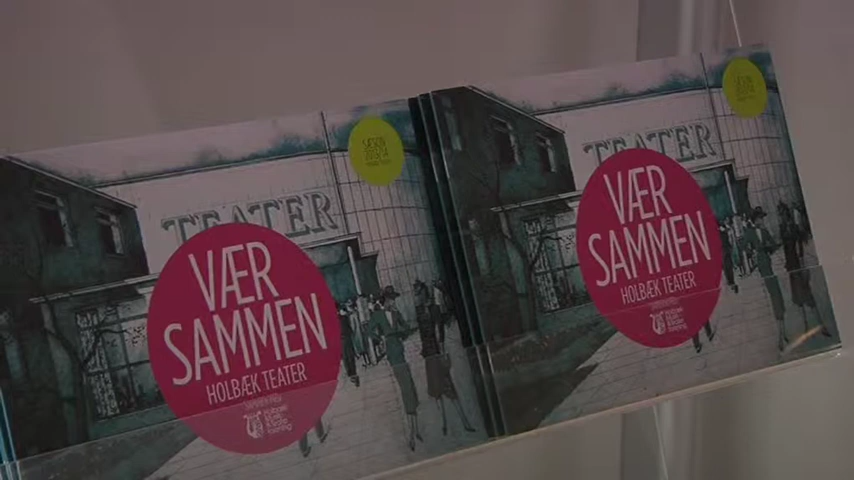 TEATER
VÆR
SAMMEN
HOLBÆK TEATER
TEATER
VÆR
SAMMEN
HOLBÆK TEATER